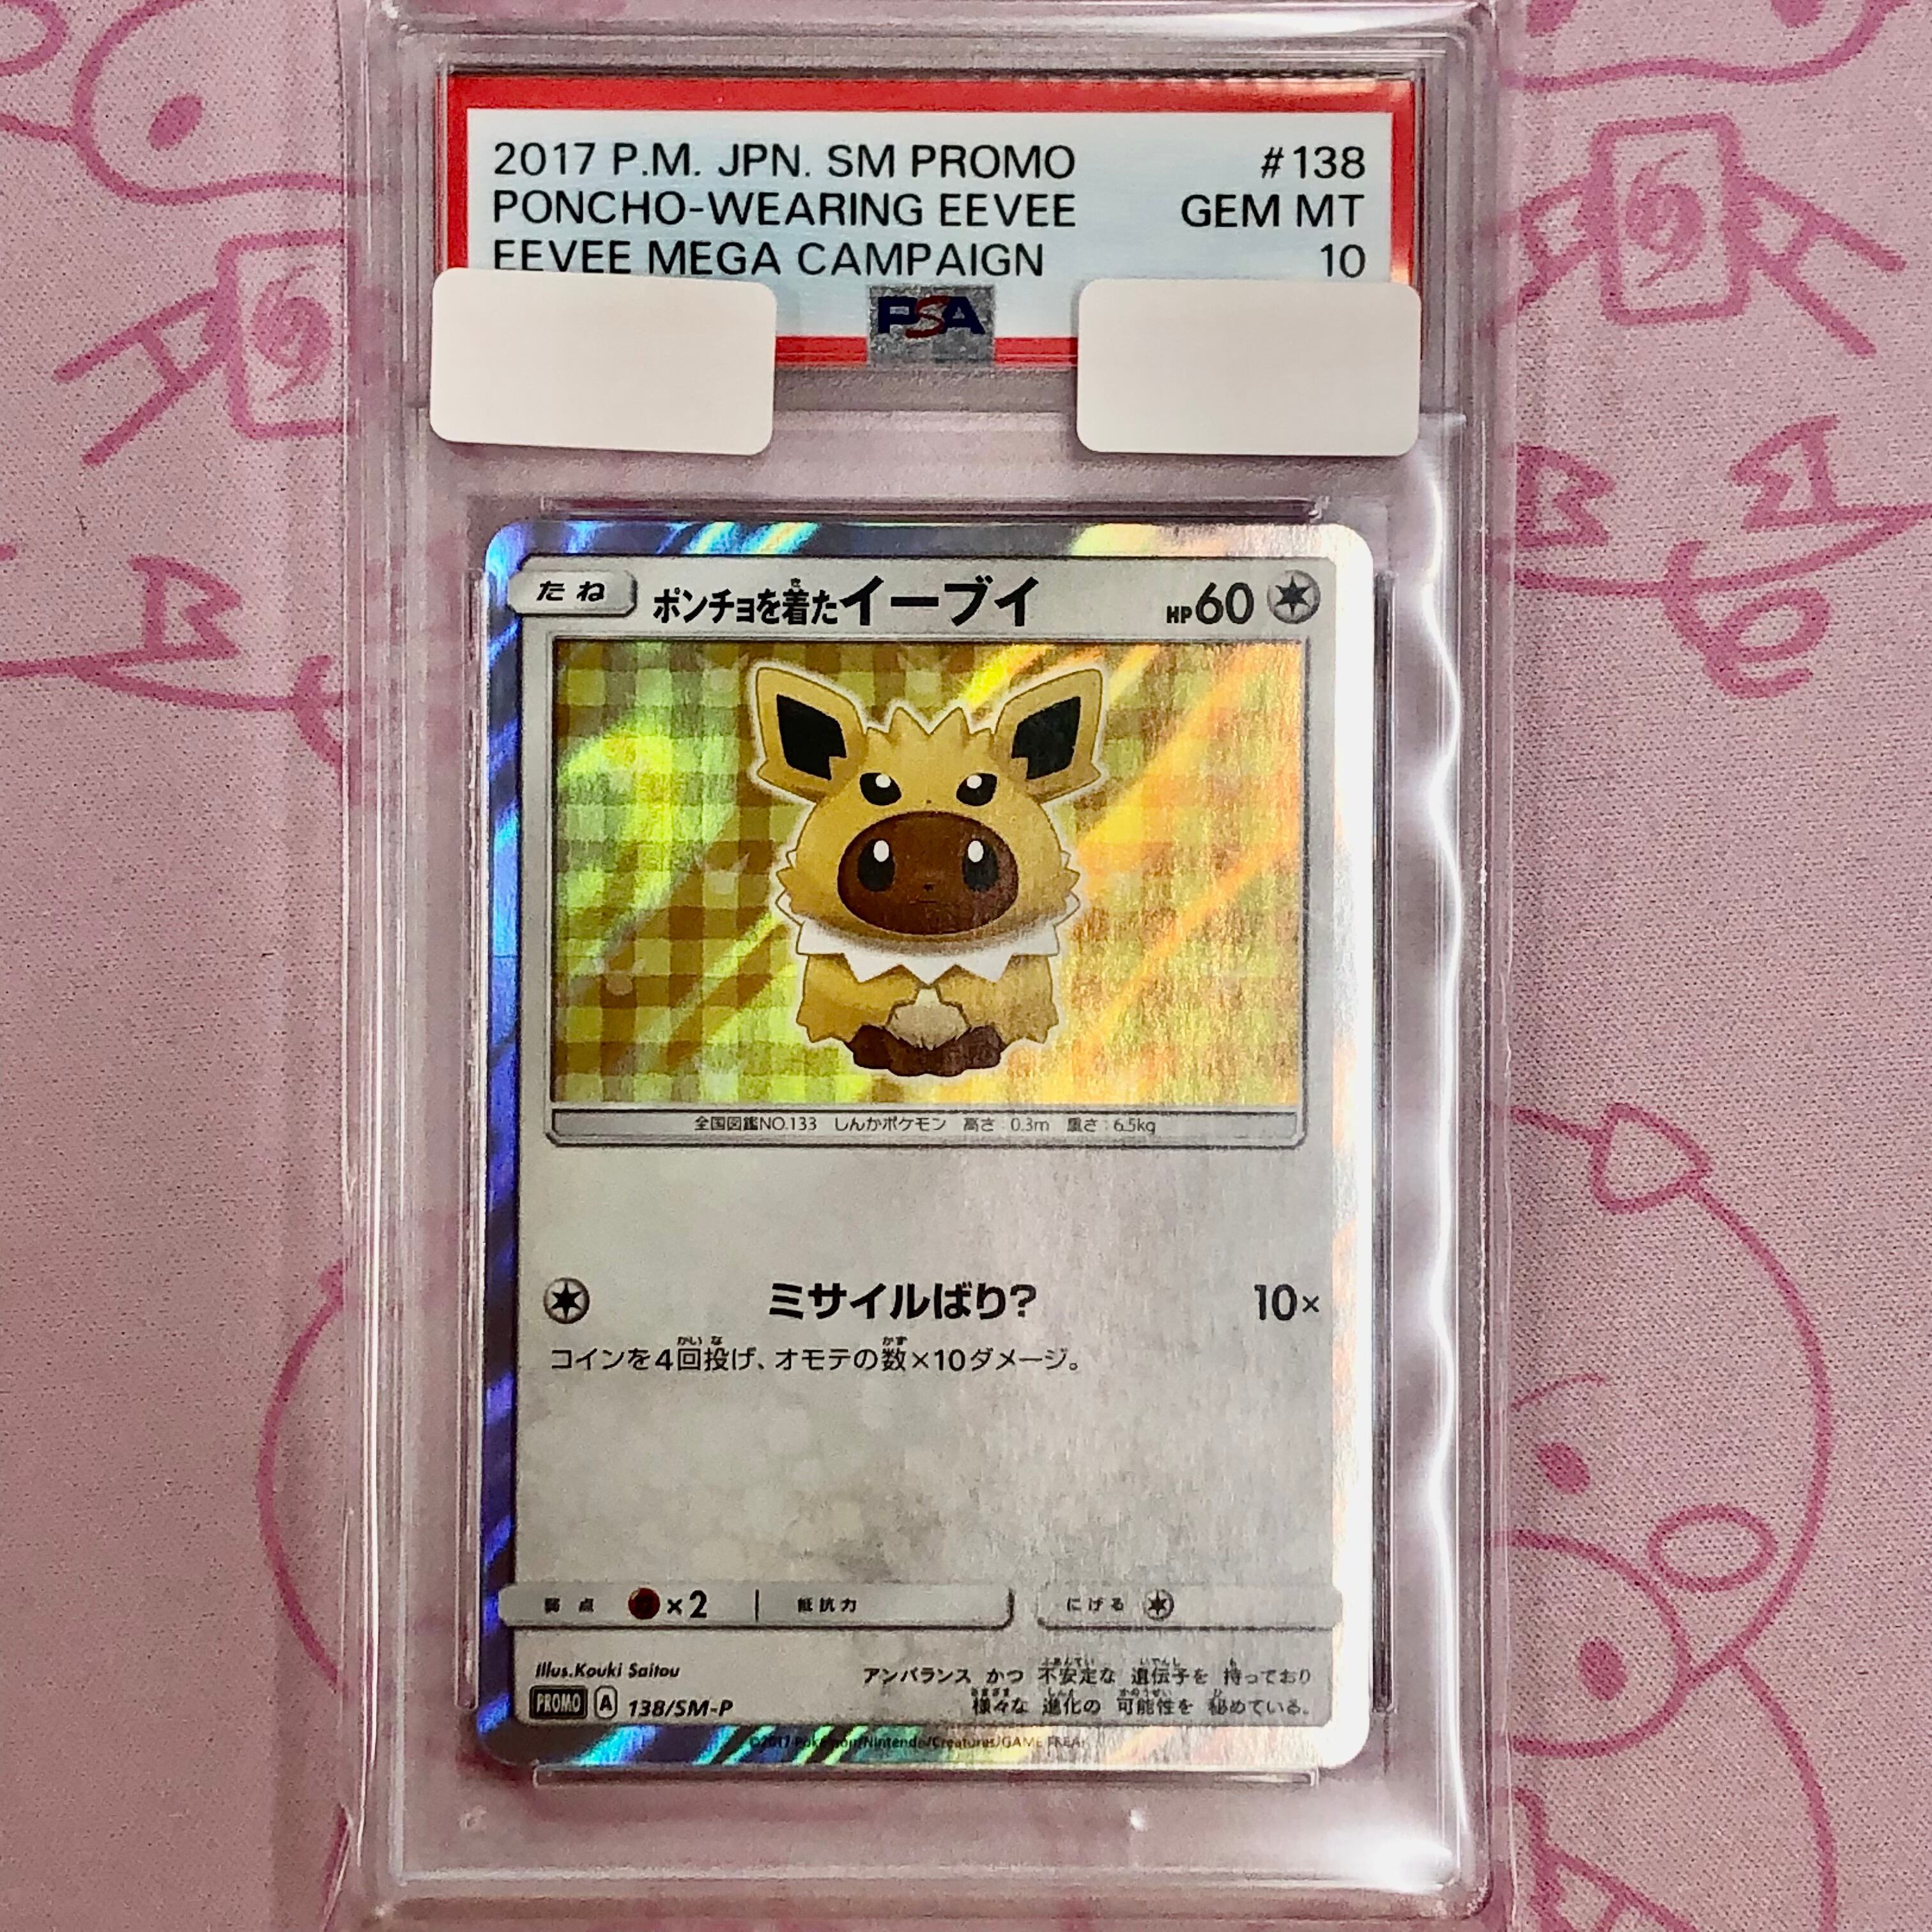 2017 P.M. JPN. SM PROMO #138
PONCHO-WEARING EEVEE GEM MT
EEVEE MEGA CAMPAIGN 10
PSA
たね ポンチョを着たイーブイ HP60
全国図鑑NO.133 しんかポケモン 高さ:0.3m 重さ:6.5kg
ミサイルばり? 10×
コインを4回投げ、オモテの数×10ダメージ。
弱点 ×2 抵抗力 にげる
Illus.Kouki Saitou
PROMO A 138/SM-P
アンバランス かつ 不安定な 遺伝子を 持っており
様々な 進化の 可能性を 秘めている。
©2017 Pokémon/Nintendo/Creatures/GAME FREAK